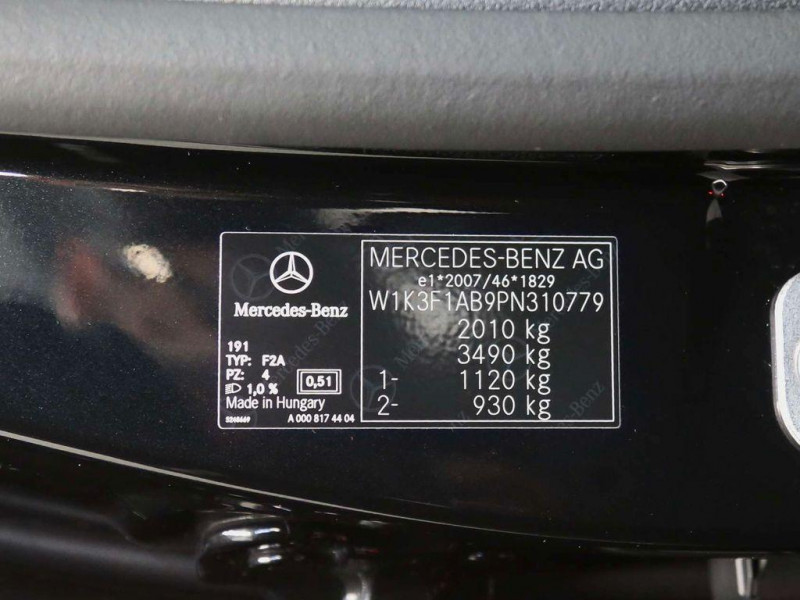 Mercedes-Benz
191
TYP: F2A
PZ: 4
1,0 %
0,51
Made in Hungary
A 000 817 44 04
MERCEDES-BENZ AG
e1*2007/46*1829
W1K3F1AB9PN310779
2010 kg
3490 kg
1- 1120 kg
2- 930 kg